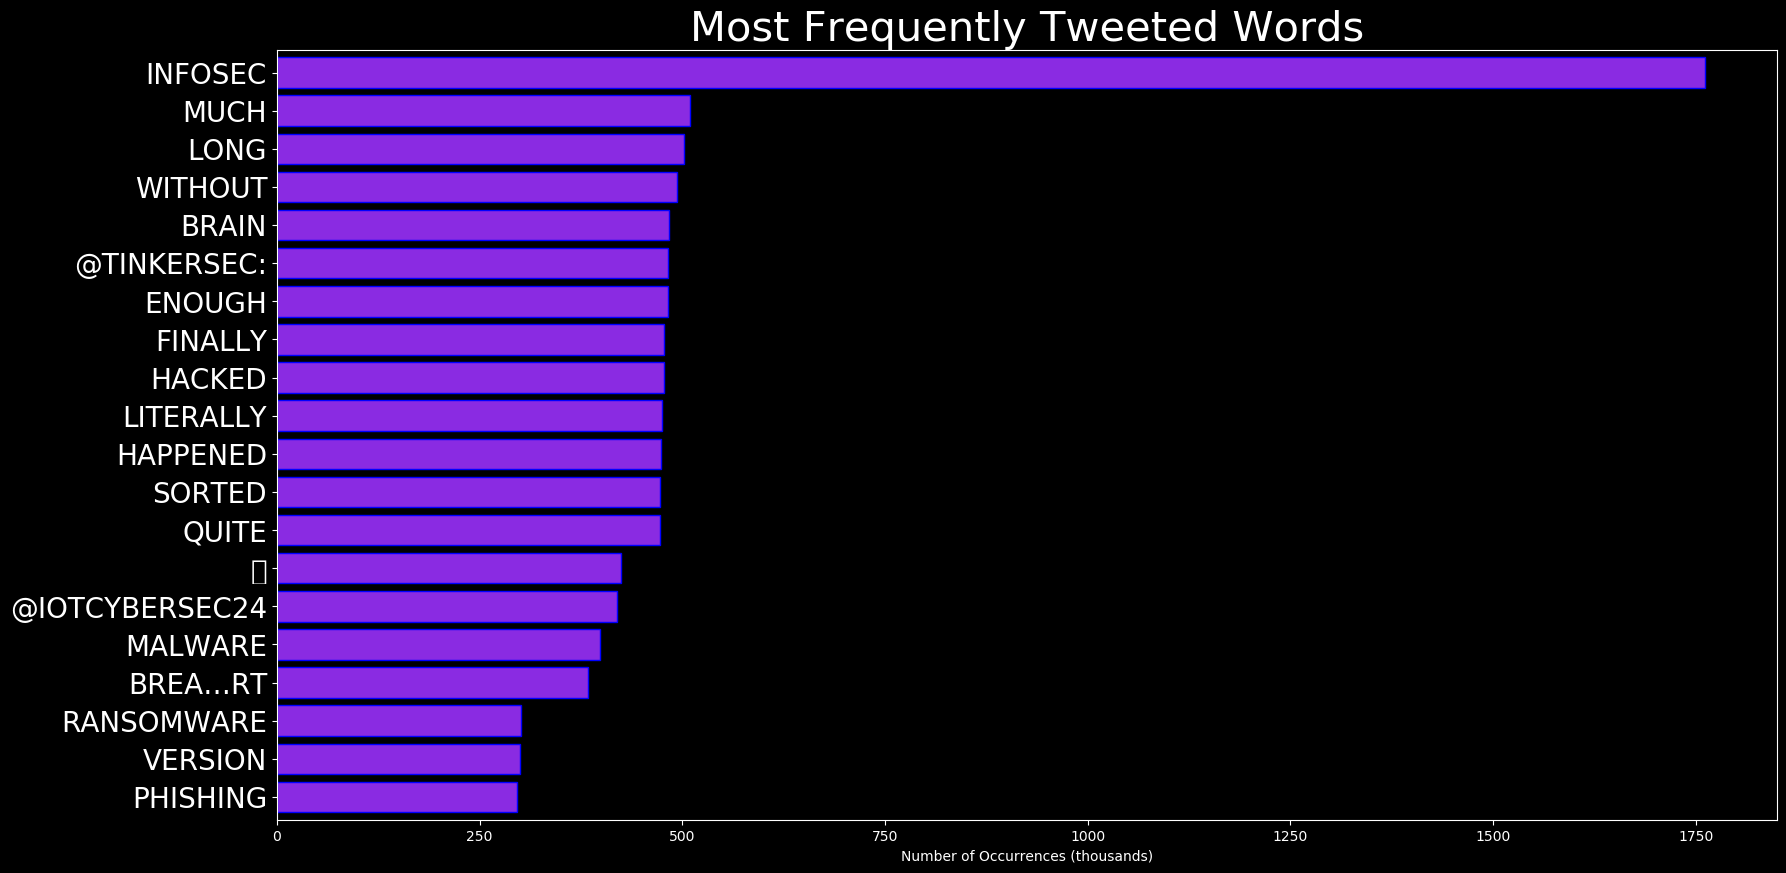 Most Frequently Tweeted Words
INFOSEC
MUCH
LONG
WITHOUT
BRAIN
@TINKERSEC:
ENOUGH
FINALLY
HACKED
LITERALLY
HAPPENED
SORTED
QUITE
@IOTCYBERSEC24
MALWARE
BREA…RT
RANSOMWARE
VERSION
PHISHING
0 250 500 750 1000 1250 1500 1750
Number of Occurrences (thousands)